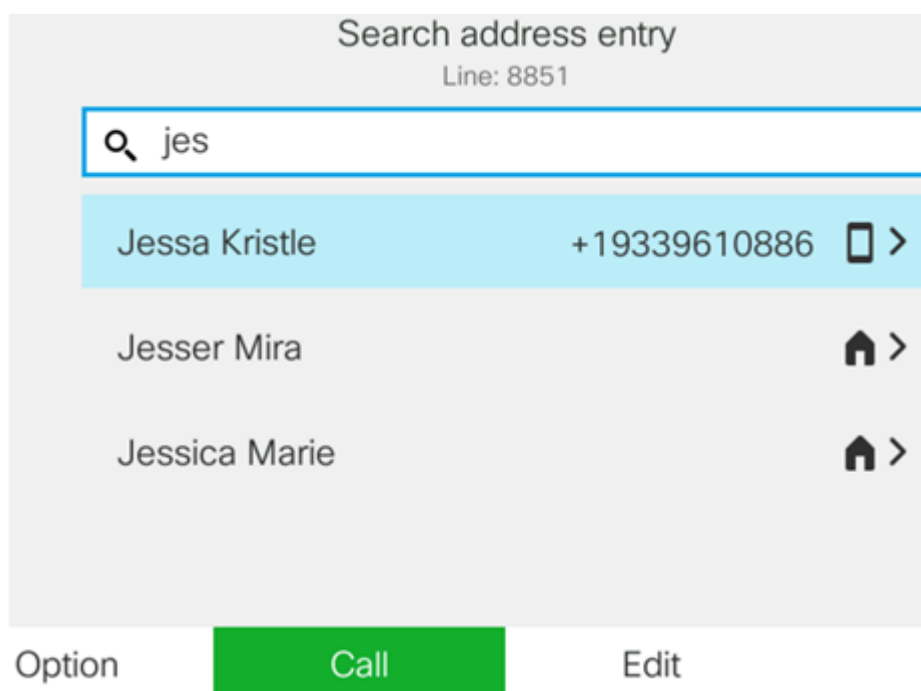 Search address entry
Line: 8851
jes
Jessa Kristle +19339610886
Jesser Mira
Jessica Marie
Option Call Edit